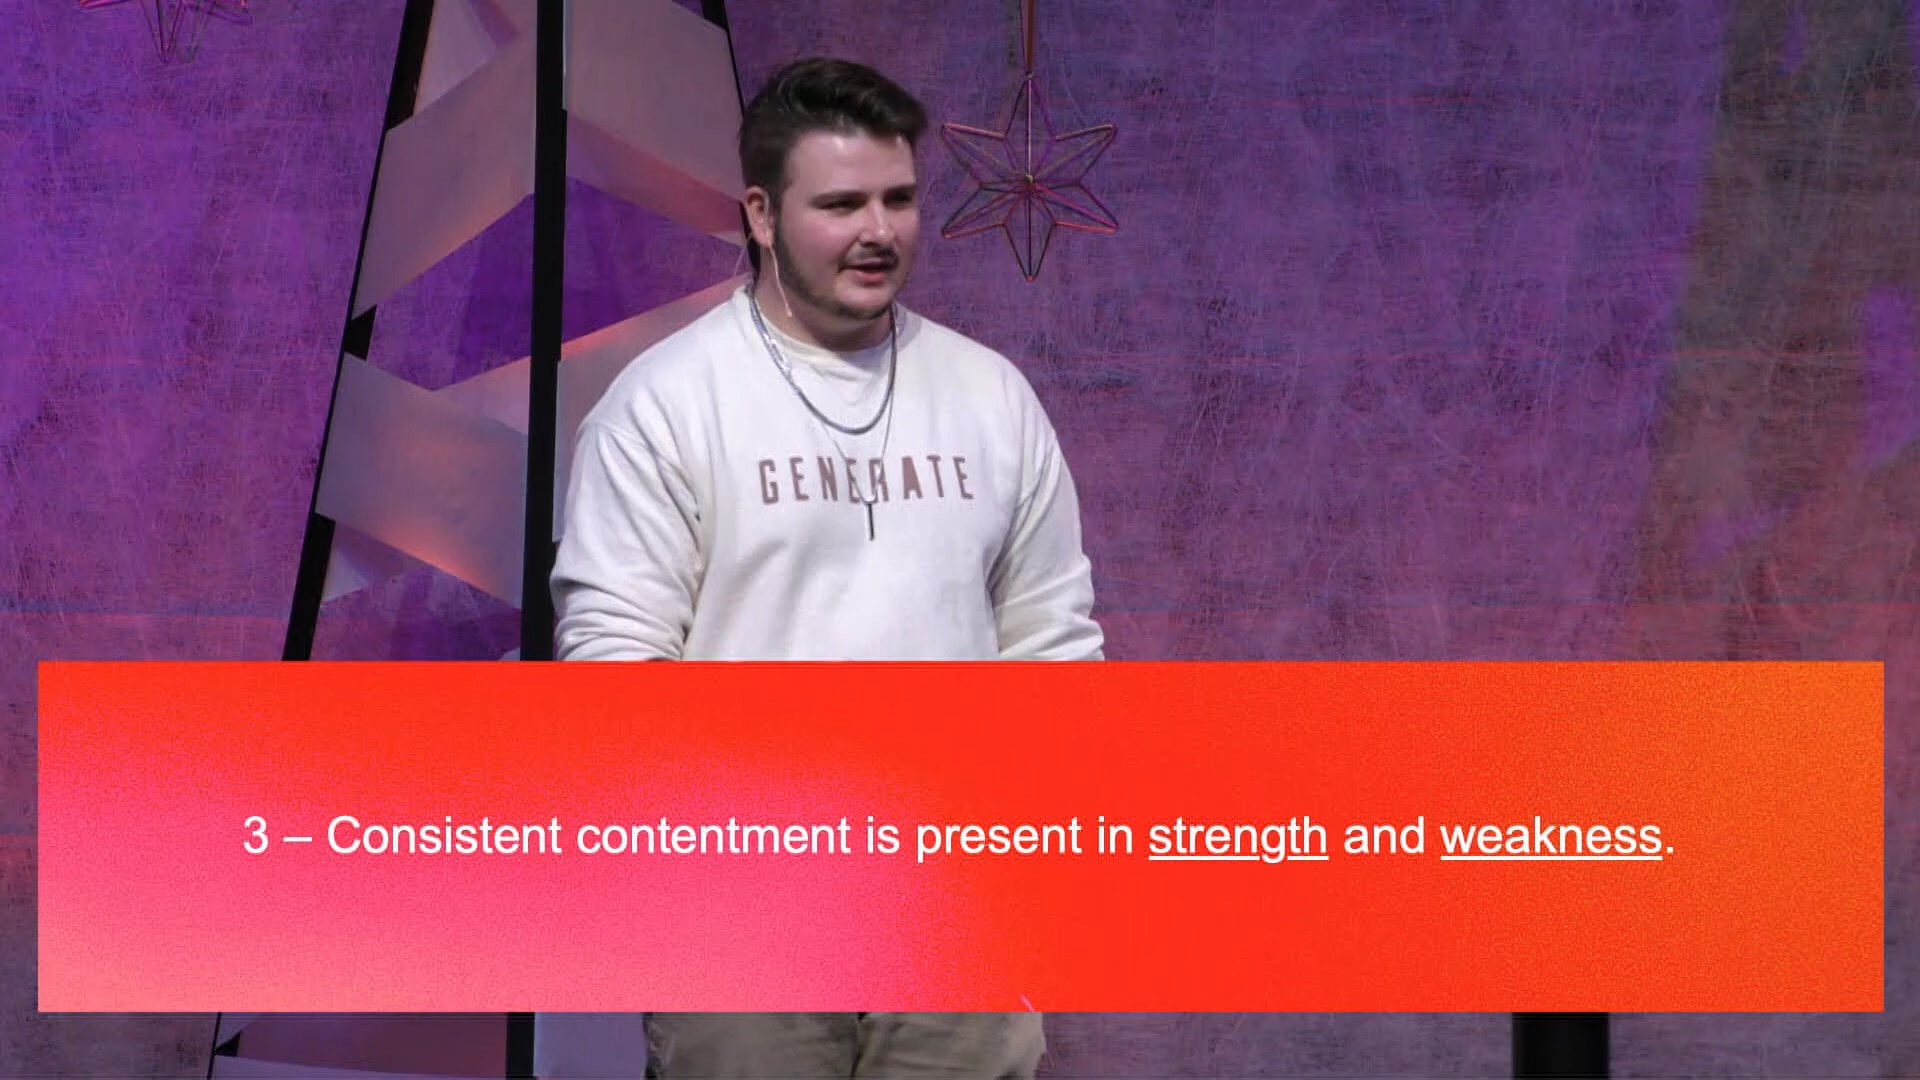 GENERATE
3 – Consistent contentment is present in strength and weakness.